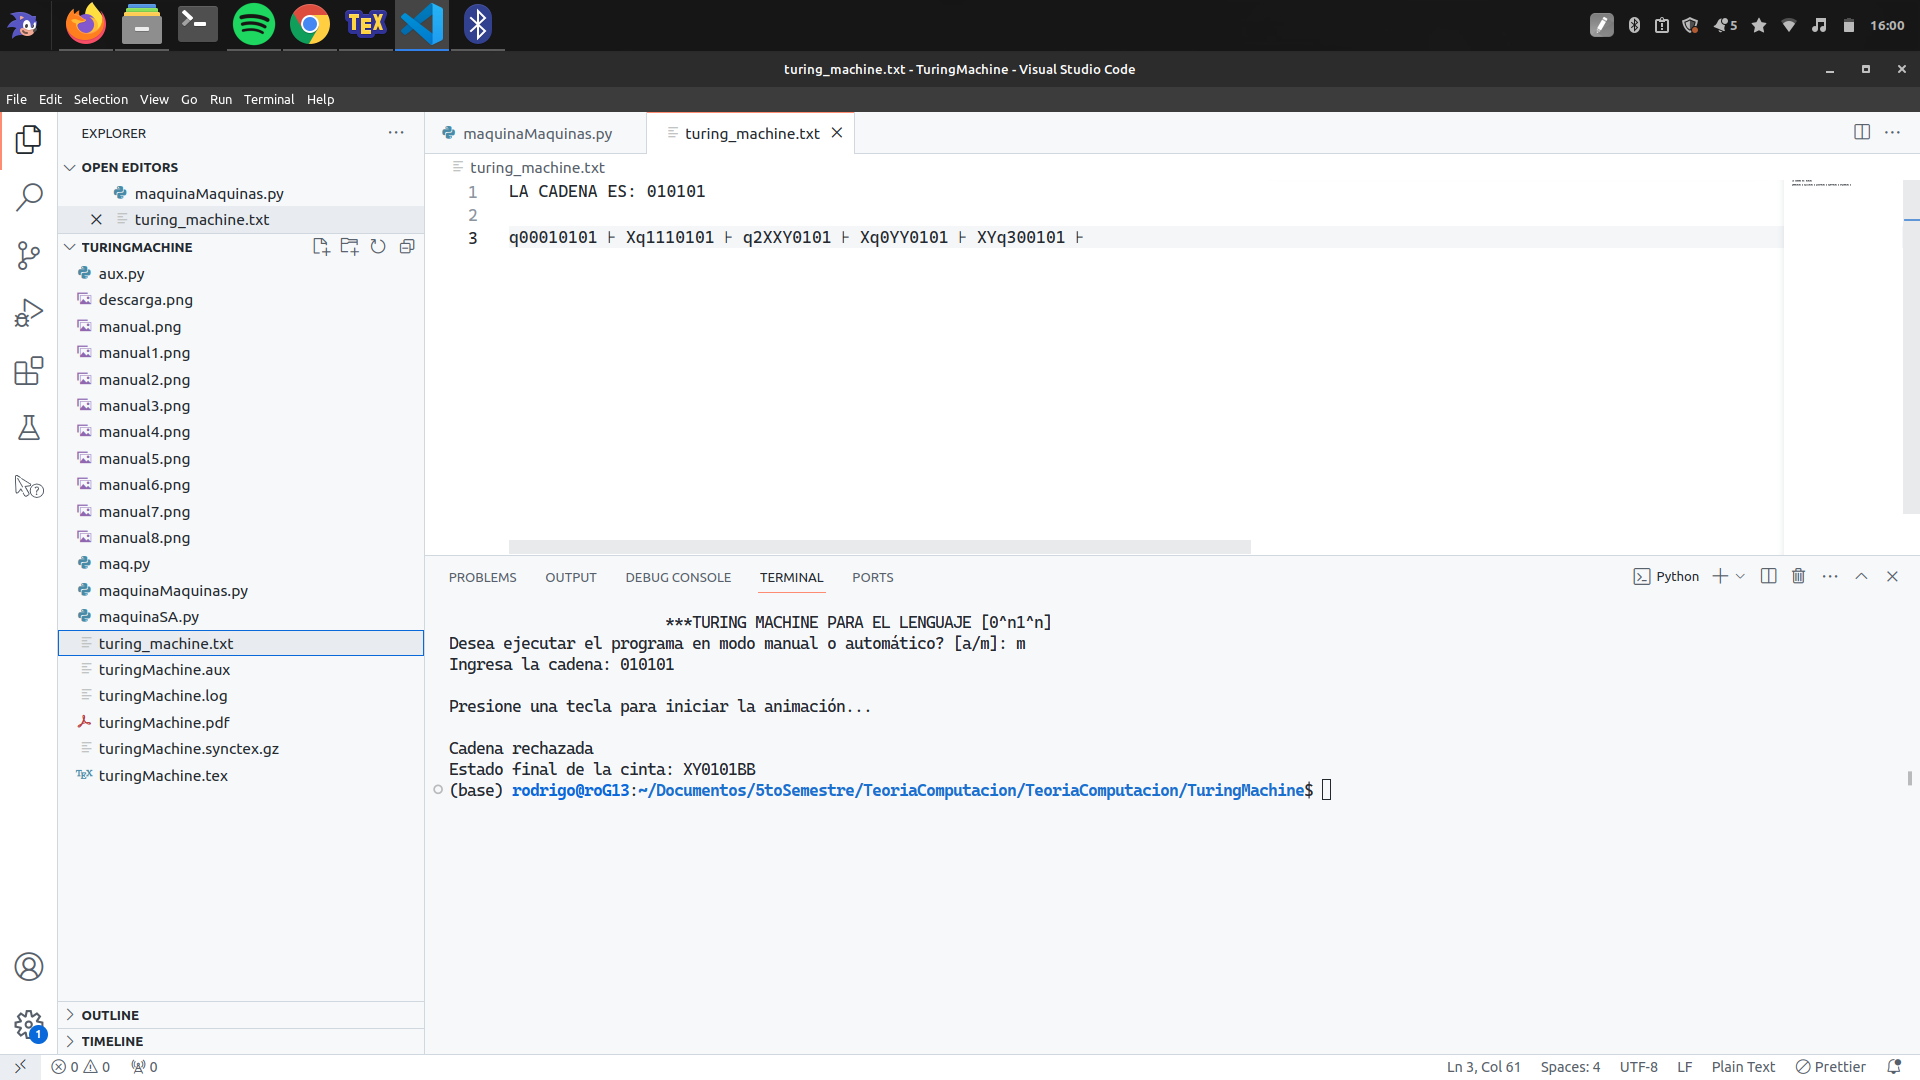 TEX
5
16:00
turing_machine.txt - TuringMachine - Visual Studio Code
File Edit Selection View Go Run Terminal Help
EXPLORER
OPEN EDITORS
maquinaMaquinas.py
turing_machine.txt
TURINGMACHINE
aux.py
descarga.png
manual.png
manual1.png
manual2.png
manual3.png
manual4.png
manual5.png
manual6.png
manual7.png
manual8.png
maq.py
maquinaMaquinas.py
maquinaSA.py
turing_machine.txt
turingMachine.aux
turingMachine.log
turingMachine.pdf
turingMachine.synctex.gz
TEX turingMachine.tex
OUTLINE
TIMELINE
1
maquinaMaquinas.py
turing_machine.txt
turing_machine.txt
1 LA CADENA ES: 010101
2
3 q00010101 ⊢ Xq1110101 ⊢ q2XXY0101 ⊢ Xq0YY0101 ⊢ XYq300101 ⊢
PROBLEMS OUTPUT DEBUG CONSOLE TERMINAL PORTS
Python
***TURING MACHINE PARA EL LENGUAJE [0^n1^n]
Desea ejecutar el programa en modo manual o automático? [a/m]: m
Ingresa la cadena: 010101
Presione una tecla para iniciar la animación...
Cadena rechazada
Estado final de la cinta: XY0101BB
(base) rodrigo@roG13:~/Documentos/5toSemestre/TeoriaComputacion/TeoriaComputacion/TuringMachine$
0 0 0
Ln 3, Col 61 Spaces: 4 UTF-8 LF Plain Text Prettier